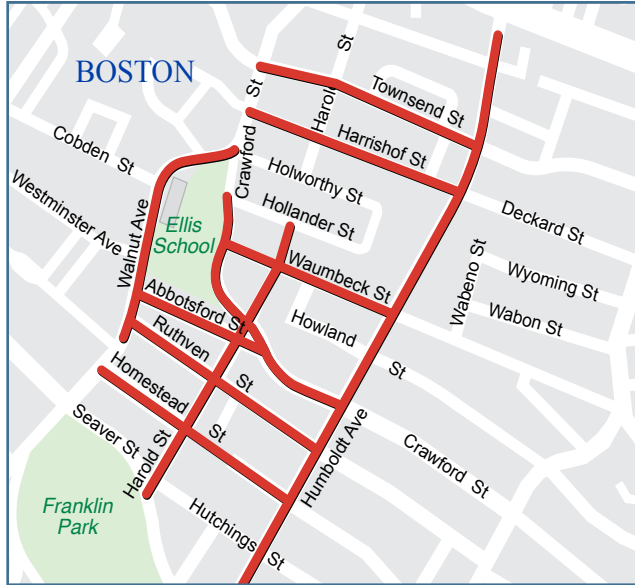 BOSTON
St
St
Harol
Townsend St
Crawford
Harrishof St
Cobden St
Holworthy St
Westminster Ave
Hollander St
Deckard St
Ellis
School
Walnut Ave
Wabeno St
Wyoming St
Waumbeck St
Abbotsford St
Howland
St
Wabon St
Ruthven
St
Homestead
St
Seaver St
Harold St
Humboldt Ave
Crawford St
Franklin
Park
Hutchings St